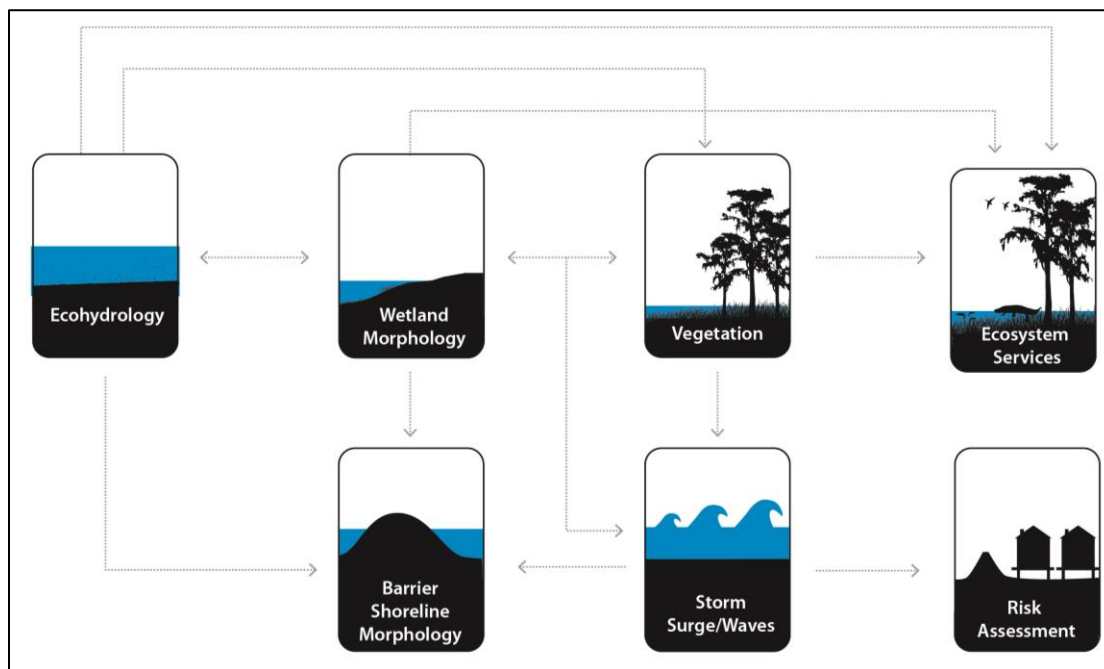 Ecohydrology
Wetland
Morphology
Vegetation
Ecosystem
Services
Barrier
Shoreline
Morphology
Storm
Surge/Waves
Risk
Assessment